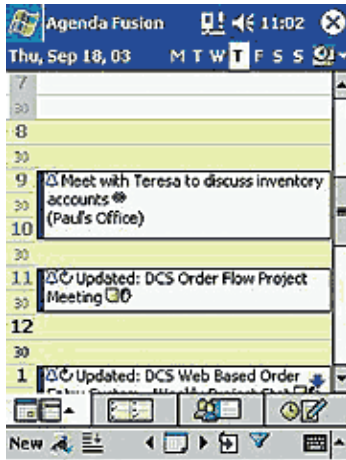 Agenda Fusion 11:02
Thu, Sep 18, 03 M T W T F S S
7
30
8
30
9 Meet with Teresa to discuss inventory
30 accounts
(Paul's Office)
10
30
11 Updated: DCS Order Flow Project
30 Meeting
12
30
1 Updated: DCS Web Based Order
New